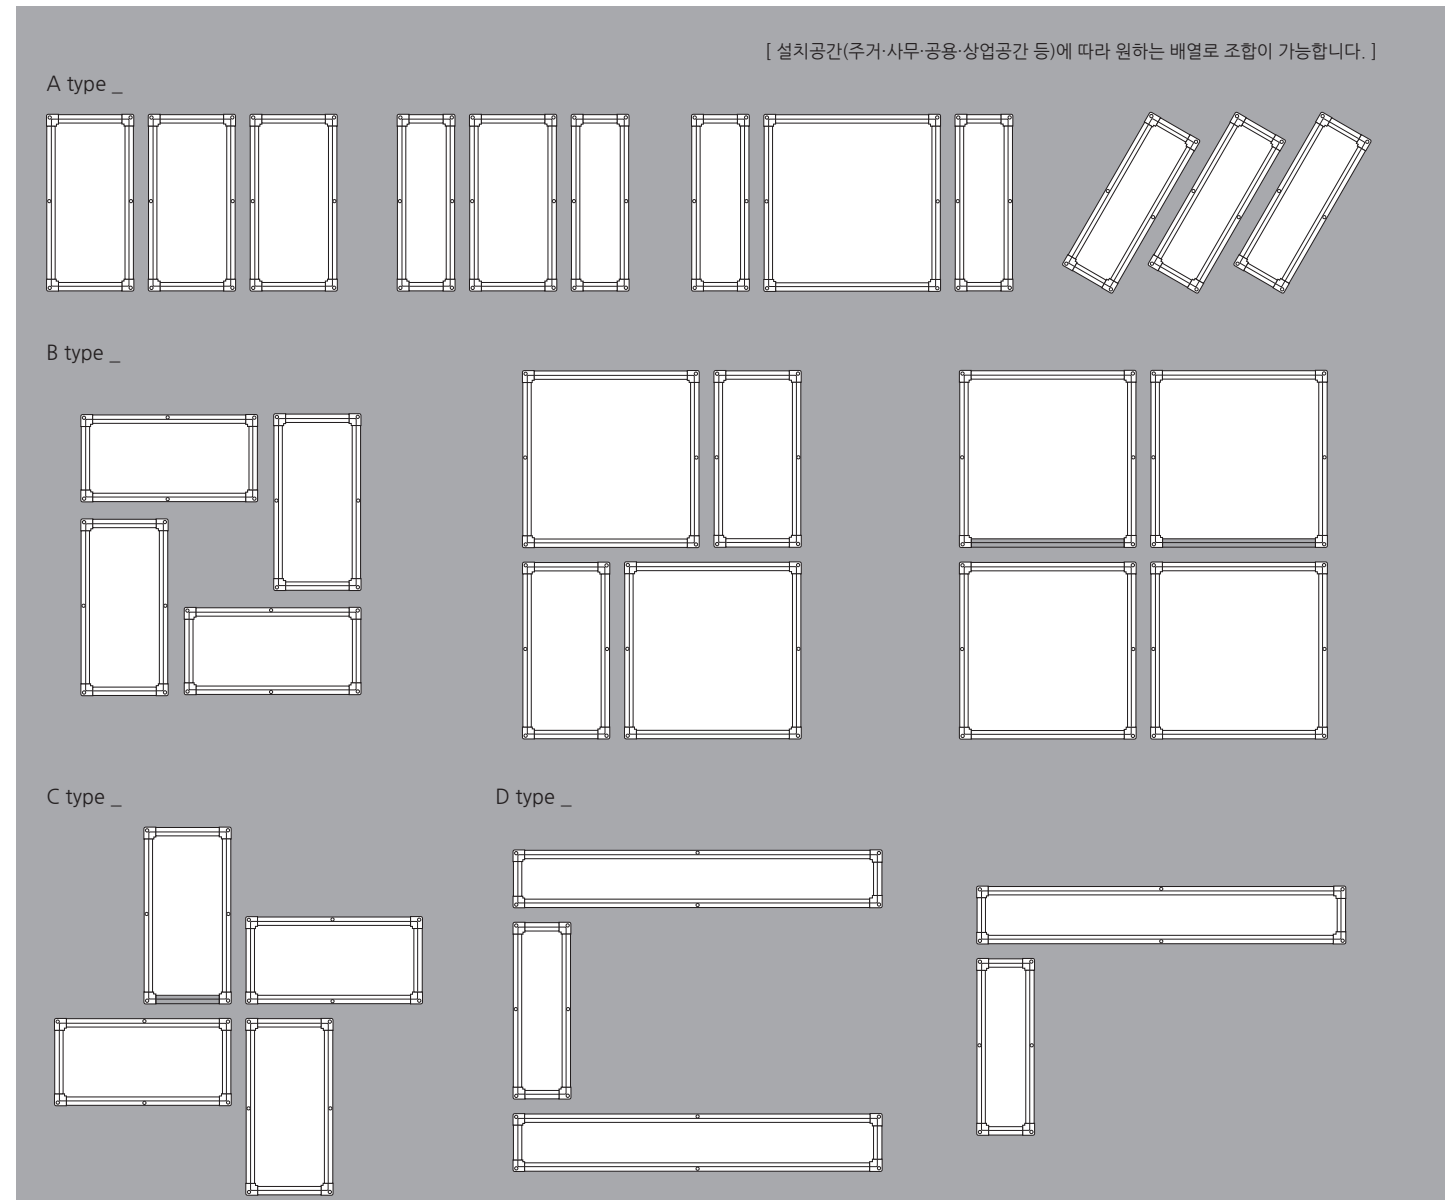 [ 설치공간(주거·사무·공용·상업공간 등)에 따라 원하는 배열로 조합이 가능합니다. ]
A type _
B type _
C type _
D type _